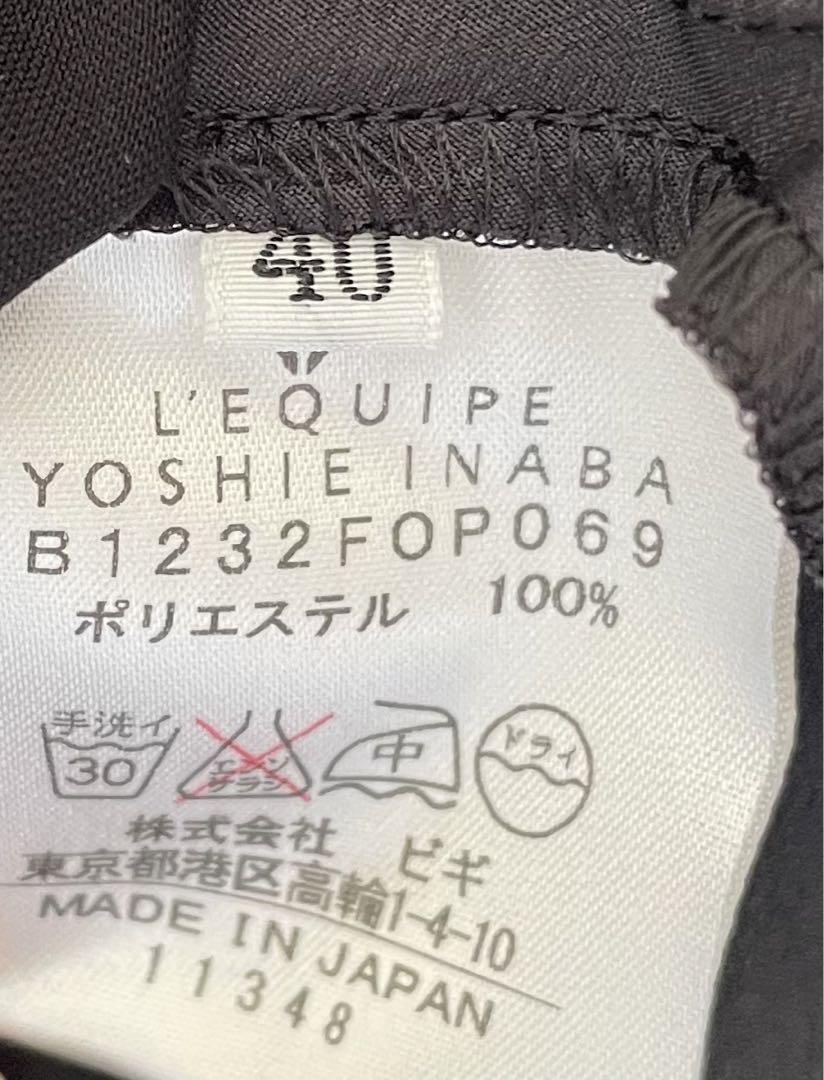 40
L'EQUIPE
YOSHIE INABA
B1232FOP069
ポリエステル 100%
手洗イ
30
エンソ
サラシ
中
ドライ
株式会社 ビギ
東京都港区高輪1-4-10
MADE IN JAPAN
11348